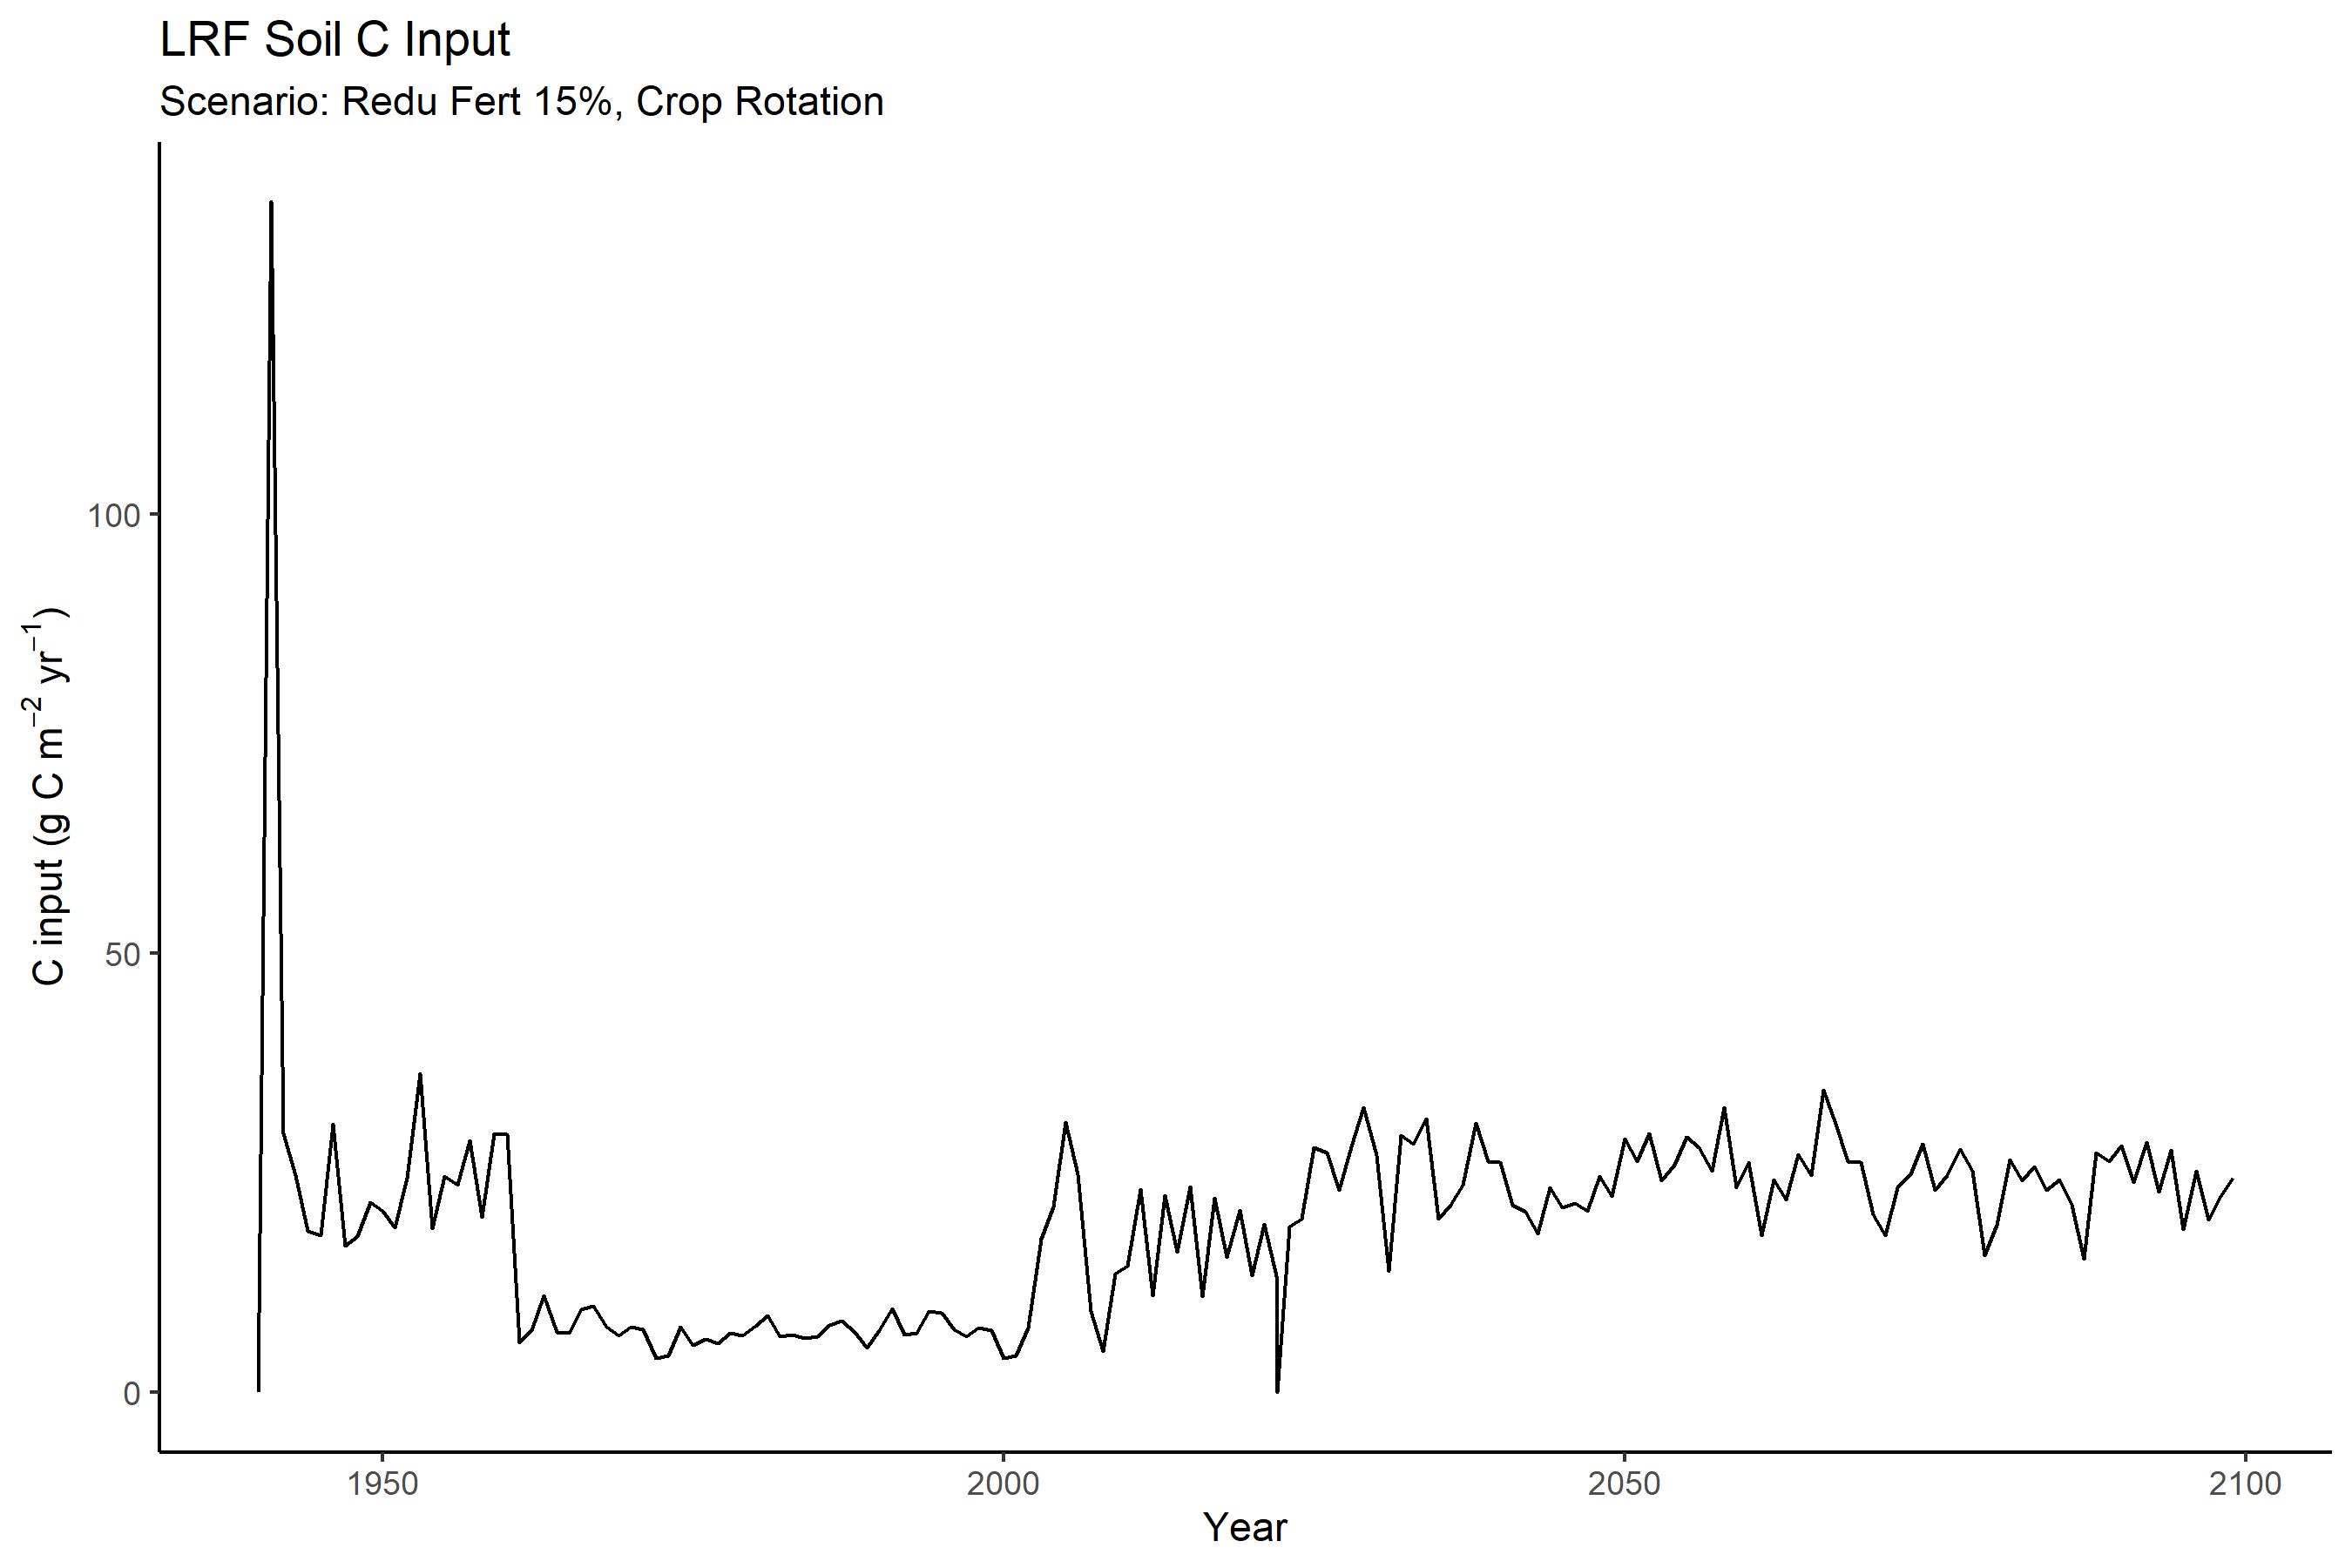 LRF Soil C Input
Scenario: Redu Fert 15%, Crop Rotation
C input (g C m⁻² yr⁻¹)
100
50
0
1950
2000
2050
2100
Year